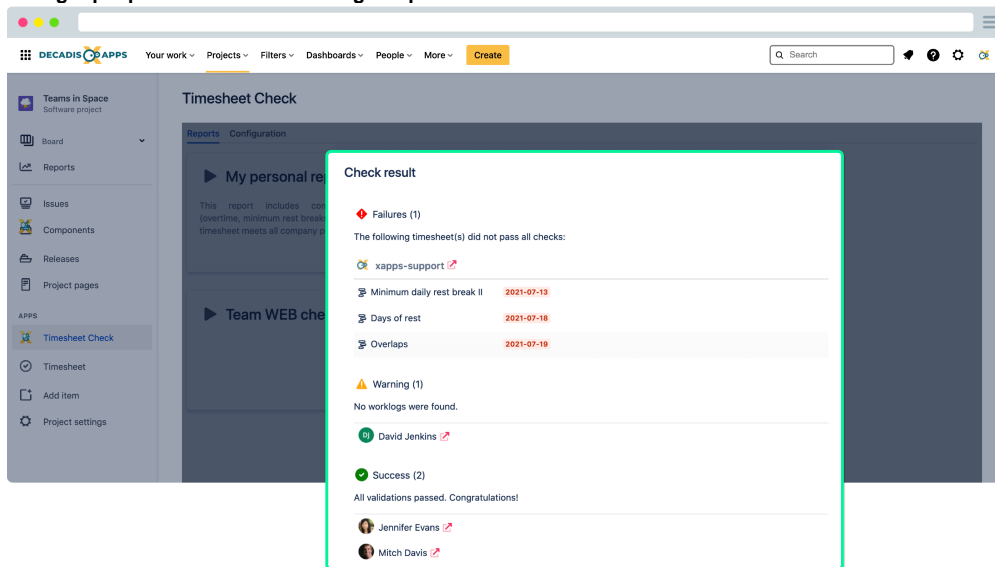 DECADIS APPS Your work Projects Filters Dashboards People More Create Search
Teams in Space
Software project
Board
Reports
Issues
Components
Releases
Project pages
APPS
Timesheet Check
Timesheet
Add item
Project settings
Timesheet Check
Reports Configuration
My personal re
This report includes con
(overtime, minimum rest break
timesheet meets all company p
Team WEB che
Check result
Failures (1)
The following timesheet(s) did not pass all checks:
xapps-support
Minimum daily rest break II 2021-07-13
Days of rest 2021-07-18
Overlaps 2021-07-19
Warning (1)
No worklogs were found.
DJ David Jenkins
Success (2)
All validations passed. Congratulations!
Jennifer Evans
Mitch Davis